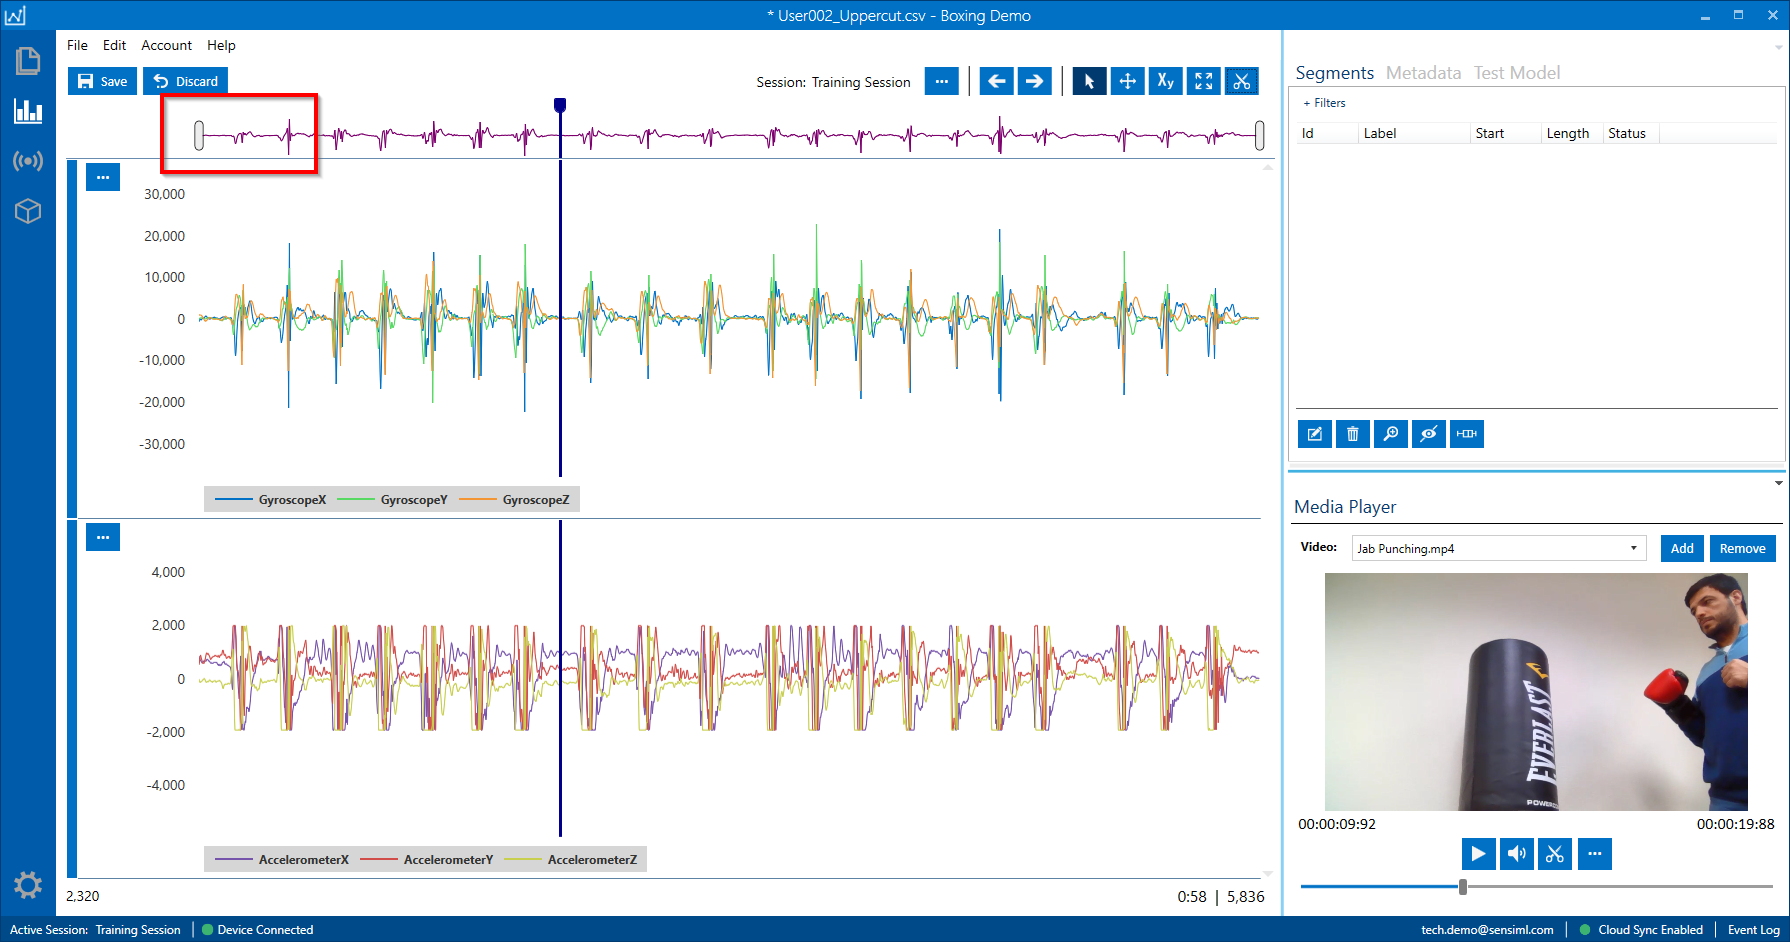 * User002_Uppercut.csv - Boxing Demo
File Edit Account Help
Save Discard Session: Training Session ... Xy
Segments Metadata Test Model
+ Filters
Id Label Start Length Status
...
30,000
20,000
10,000
0
-10,000
-20,000
-30,000
GyroscopeX GyroscopeY GyroscopeZ
...
4,000
2,000
0
-2,000
-4,000
AccelerometerX AccelerometerY AccelerometerZ
2,320 0:58 | 5,836
Media Player
Video: Jab Punching.mp4 Add Remove
EVERLAST
00:00:09:92 00:00:19:88
...
Active Session: Training Session Device Connected tech.demo@sensiml.com Cloud Sync Enabled Event Log